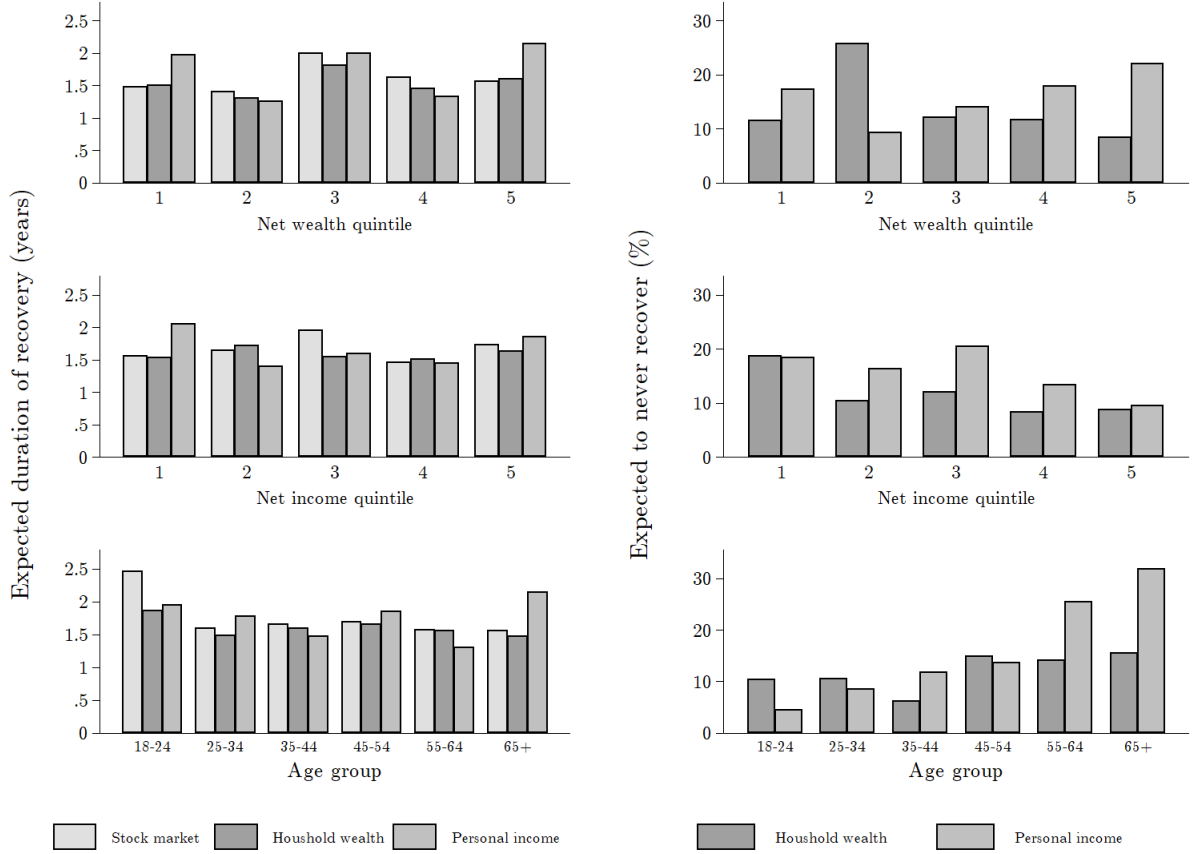 Expected duration of recovery (years)
2.5
2
1.5
1
.5
0
1 2 3 4 5
Net wealth quintile
2.5
2
1.5
1
.5
0
1 2 3 4 5
Net income quintile
2.5
2
1.5
1
.5
0
18-24 25-34 35-44 45-54 55-64 65+
Age group
Stock market Houshold wealth Personal income
Expected to never recover (%)
30
20
10
0
1 2 3 4 5
Net wealth quintile
30
20
10
0
1 2 3 4 5
Net income quintile
30
20
10
0
18-24 25-34 35-44 45-54 55-64 65+
Age group
Houshold wealth Personal income